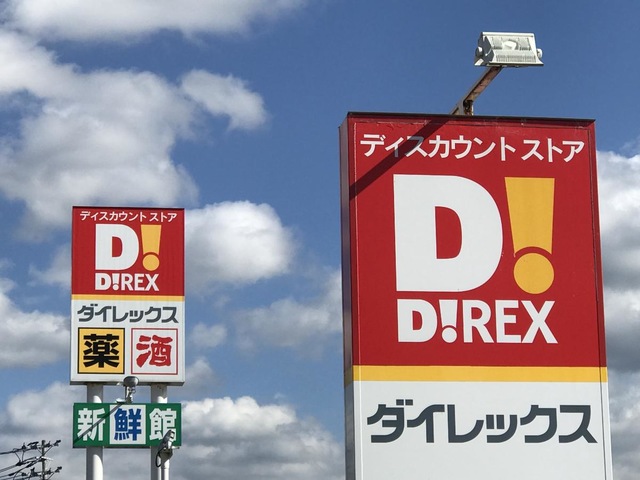 ディスカウント ストア
D!
D!REX
ダイレックス
薬 酒
新鮮館
ディスカウント ストア
D!
D!REX
ダイレックス